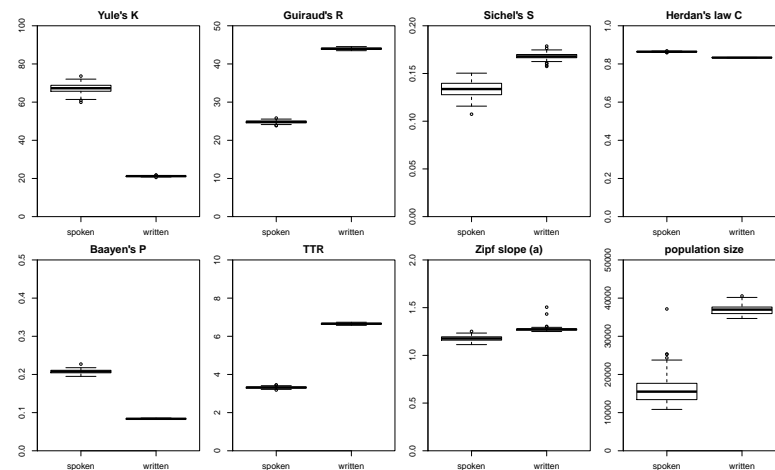 Yule's K
0 20 40 60 80 100
spoken written
Guiraud's R
0 10 20 30 40 50
spoken written
Sichel's S
0.00 0.05 0.10 0.15 0.20
spoken written
Herdan's law C
0.0 0.2 0.4 0.6 0.8 1.0
spoken written
Baayen's P
0.0 0.1 0.2 0.3 0.4 0.5
spoken written
TTR
0 2 4 6 8 10
spoken written
Zipf slope (a)
0.0 0.5 1.0 1.5 2.0
spoken written
population size
0 10000 20000 30000 40000 50000
spoken written